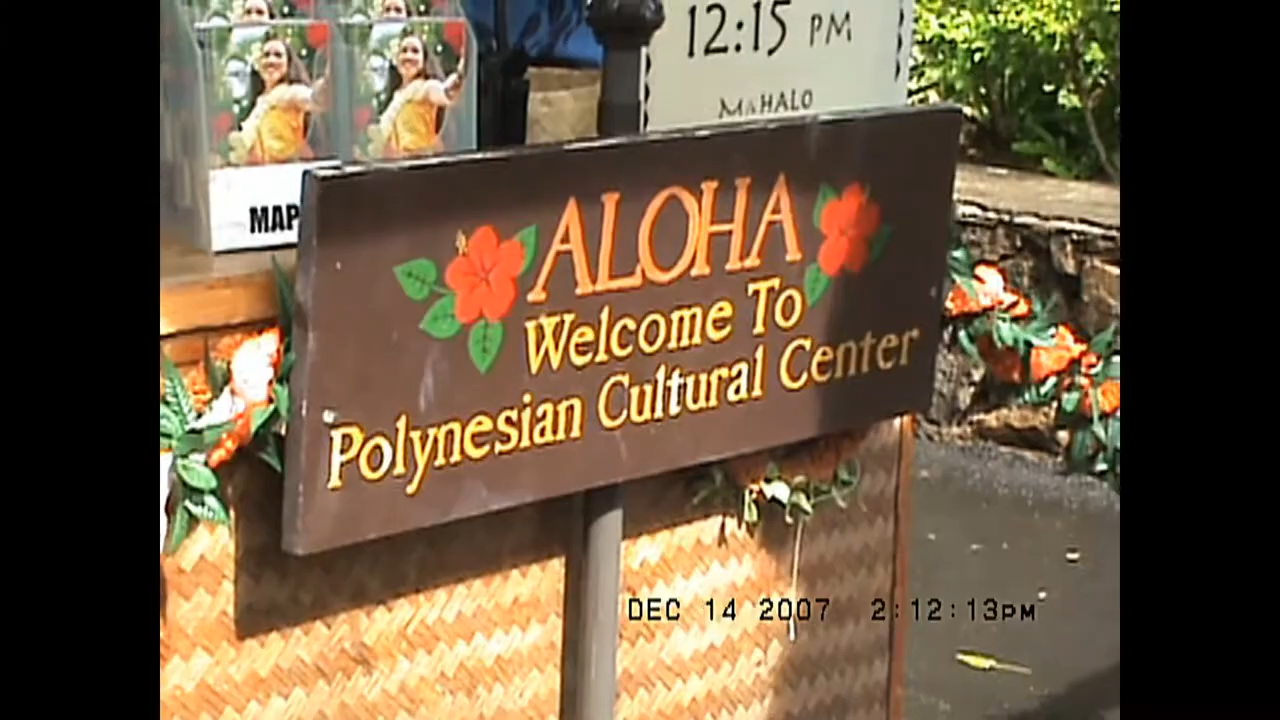 12:15 PM
MAHALO
MAP
ALOHA
Welcome To
Polynesian Cultural Center
DEC 14 2007 2:12:13PM